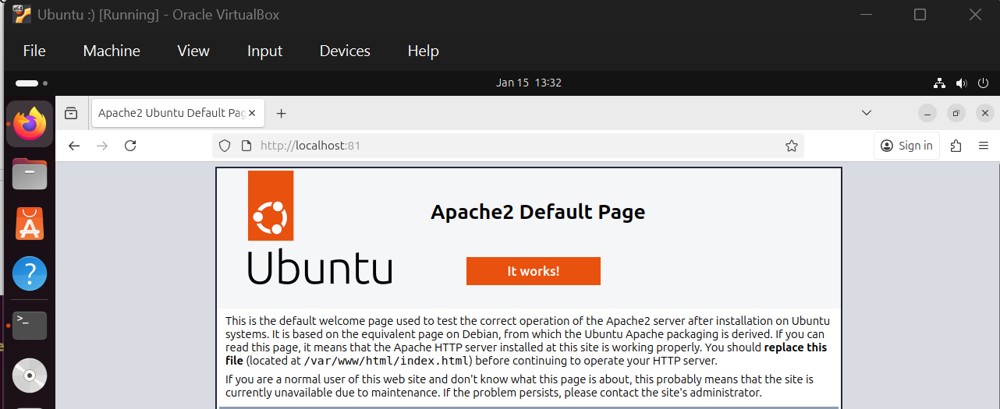 Ubuntu :) [Running] - Oracle VirtualBox
File Machine View Input Devices Help
Jan 15 13:32
Apache2 Ubuntu Default Pag
http://localhost:81
Sign in
Apache2 Default Page
Ubuntu
It works!
This is the default welcome page used to test the correct operation of the Apache2 server after installation on Ubuntu
systems. It is based on the equivalent page on Debian, from which the Ubuntu Apache packaging is derived. If you can
read this page, it means that the Apache HTTP server installed at this site is working properly. You should replace this
file (located at /var/www/html/index.html) before continuing to operate your HTTP server.
If you are a normal user of this web site and don't know what this page is about, this probably means that the site is
currently unavailable due to maintenance. If the problem persists, please contact the site's administrator.